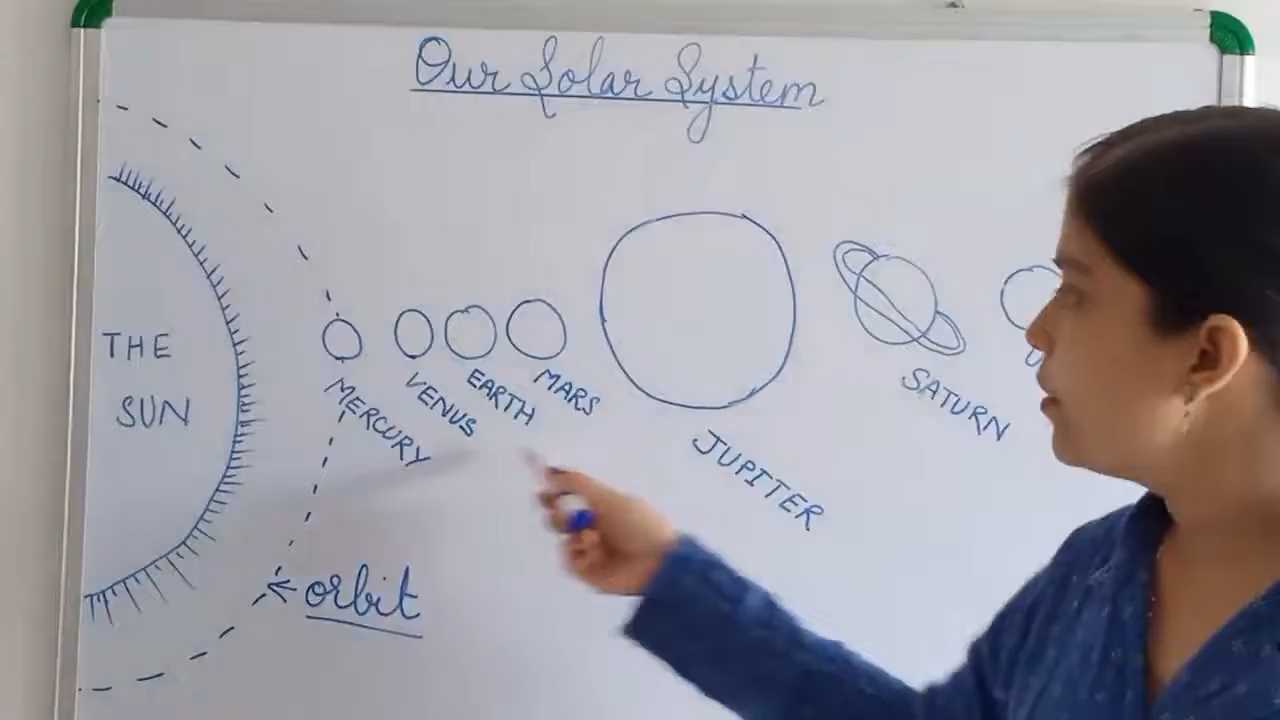 Our Solar System
THE
SUN
MERCURY
VENUS
EARTH
MARS
JUPITER
SATURN
orbit